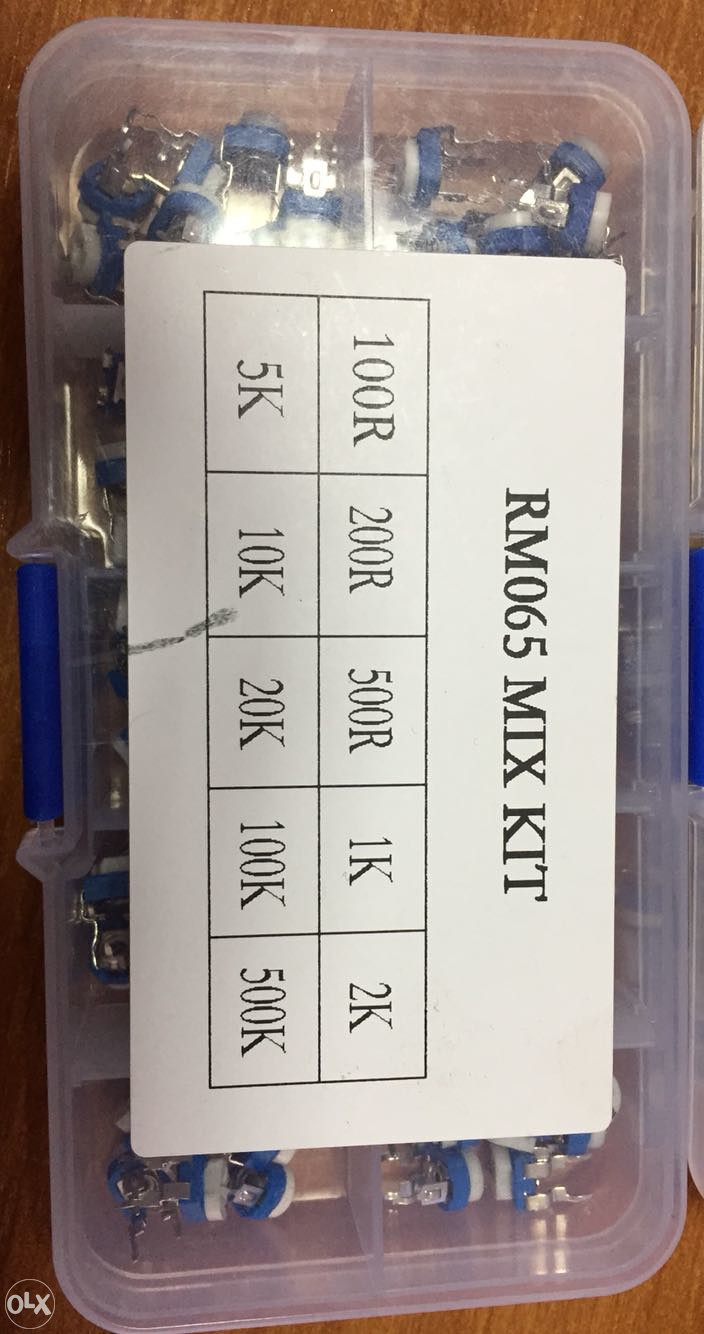 RM065 MIX KIT
100R 200R 500R 1K 2K
5K 10K 20K 100K 500K
OLX